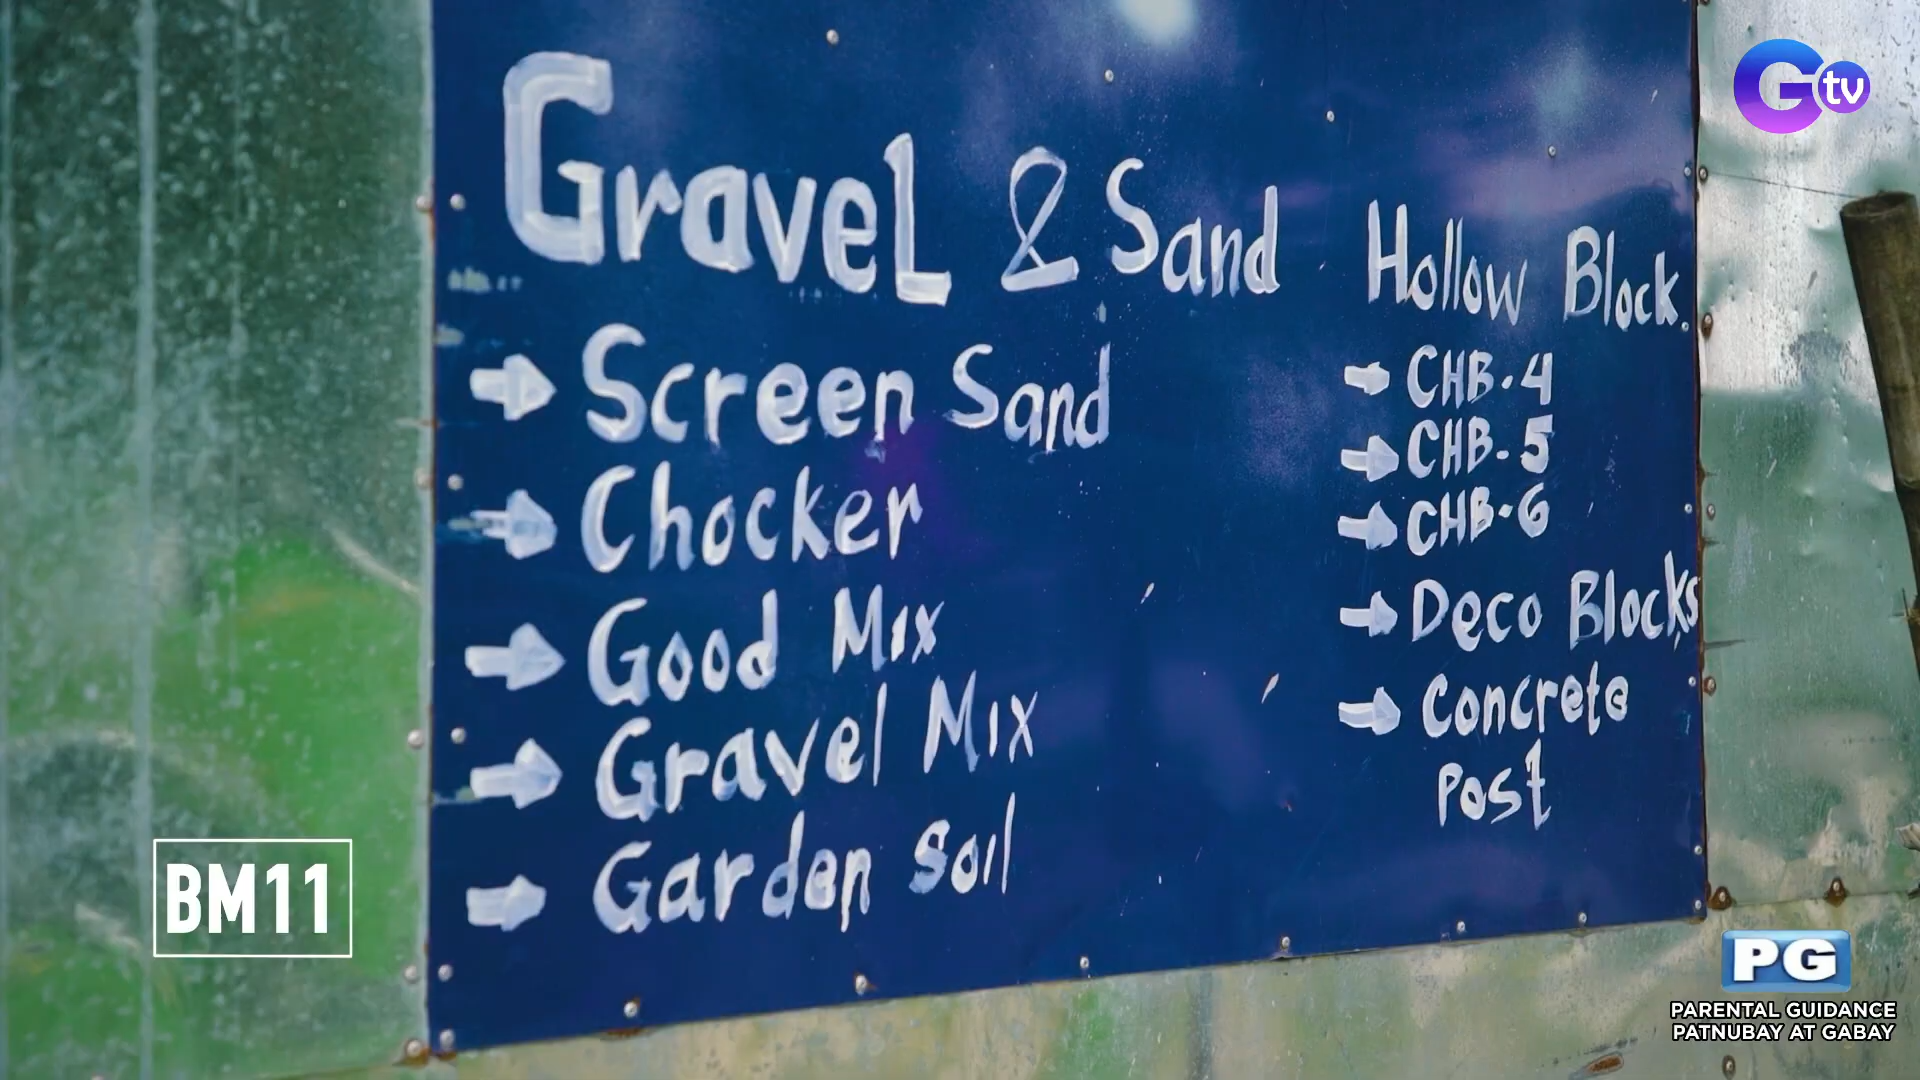 Gtv
GraveL & Sand
Screen Sand
Chocker
Good Mix
Gravel Mix
Garden Soil
Hollow Block
CHB-4
CHB-5
CHB-6
Deco Blocks
Concrete
Post
BM11
PG
PARENTAL GUIDANCE
PATNUBAY AT GABAY